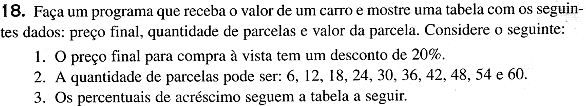 18. Faça um programa que receba o valor de um carro e mostre uma tabela com os seguin-
tes dados: preço final, quantidade de parcelas e valor da parcela. Considere o seguinte:
1. O preço final para compra à vista tem um desconto de 20%.
2. A quantidade de parcelas pode ser: 6, 12, 18, 24, 30, 36, 42, 48, 54 e 60.
3. Os percentuais de acréscimo seguem a tabela a seguir.